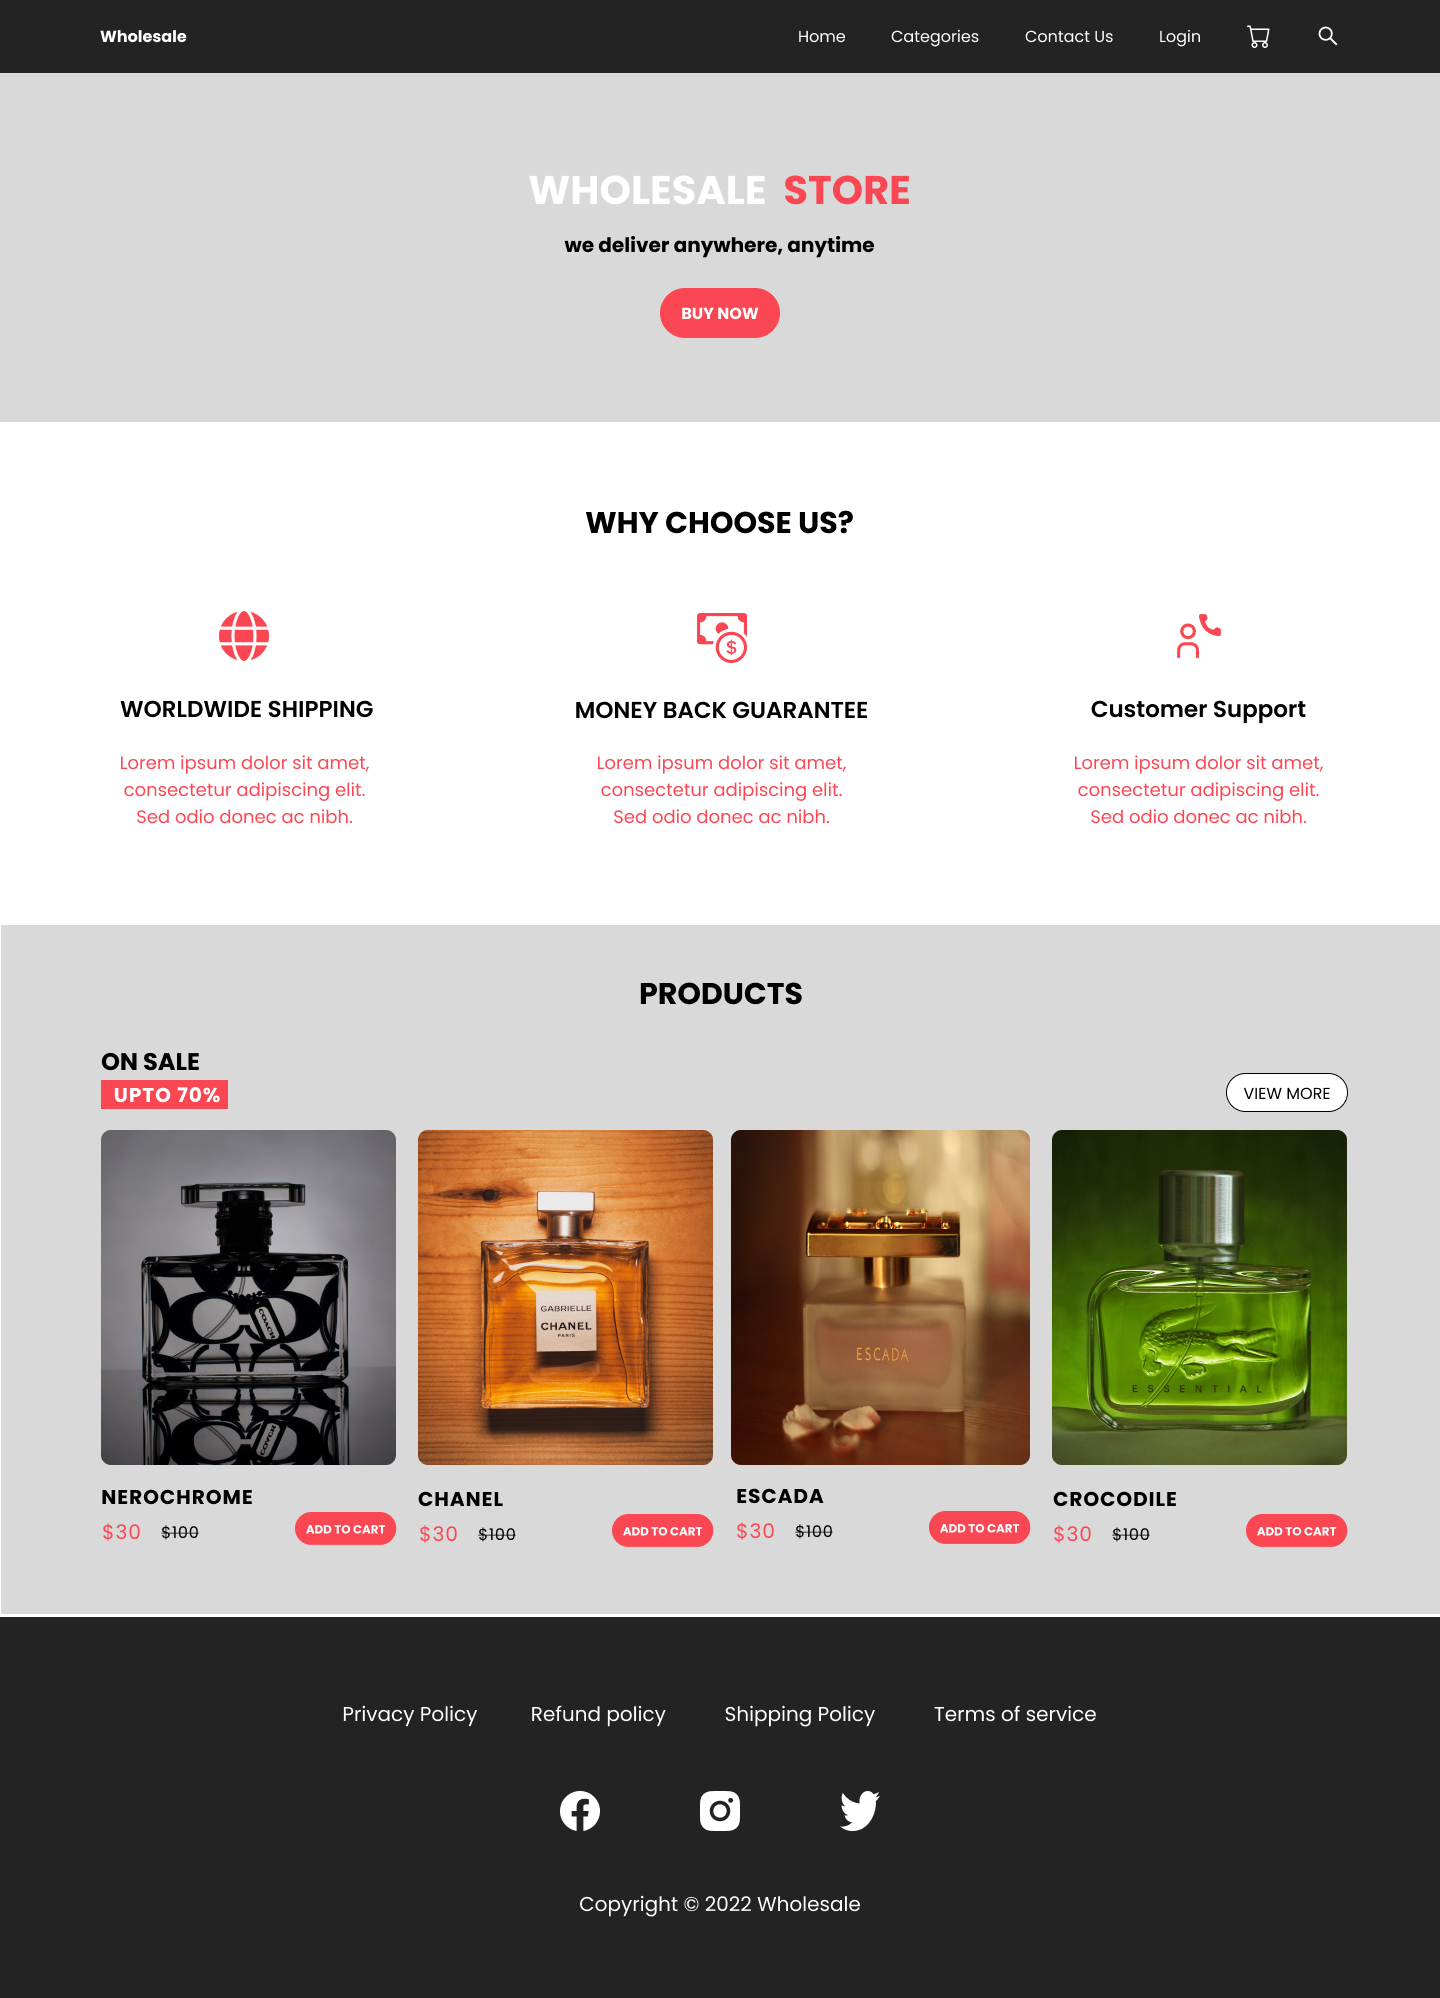 Wholesale
Home Categories Contact Us Login
WHOLESALE STORE
we deliver anywhere, anytime
BUY NOW
WHY CHOOSE US?
WORLDWIDE SHIPPING
Lorem ipsum dolor sit amet,
consectetur adipiscing elit.
Sed odio donec ac nibh.
$
MONEY BACK GUARANTEE
Lorem ipsum dolor sit amet,
consectetur adipiscing elit.
Sed odio donec ac nibh.
Customer Support
Lorem ipsum dolor sit amet,
consectetur adipiscing elit.
Sed odio donec ac nibh.
PRODUCTS
ON SALE
UPTO 70%
VIEW MORE
COACH
COACH
NEROCHROME
$30 $100
ADD TO CART
GABRIELLE
CHANEL
PARIS
CHANEL
$30 $100
ADD TO CART
ESCADA
ESCADA
$30 $100
ADD TO CART
ESSENTIAL
CROCODILE
$30 $100
ADD TO CART
Privacy Policy Refund policy Shipping Policy Terms of service
Copyright © 2022 Wholesale